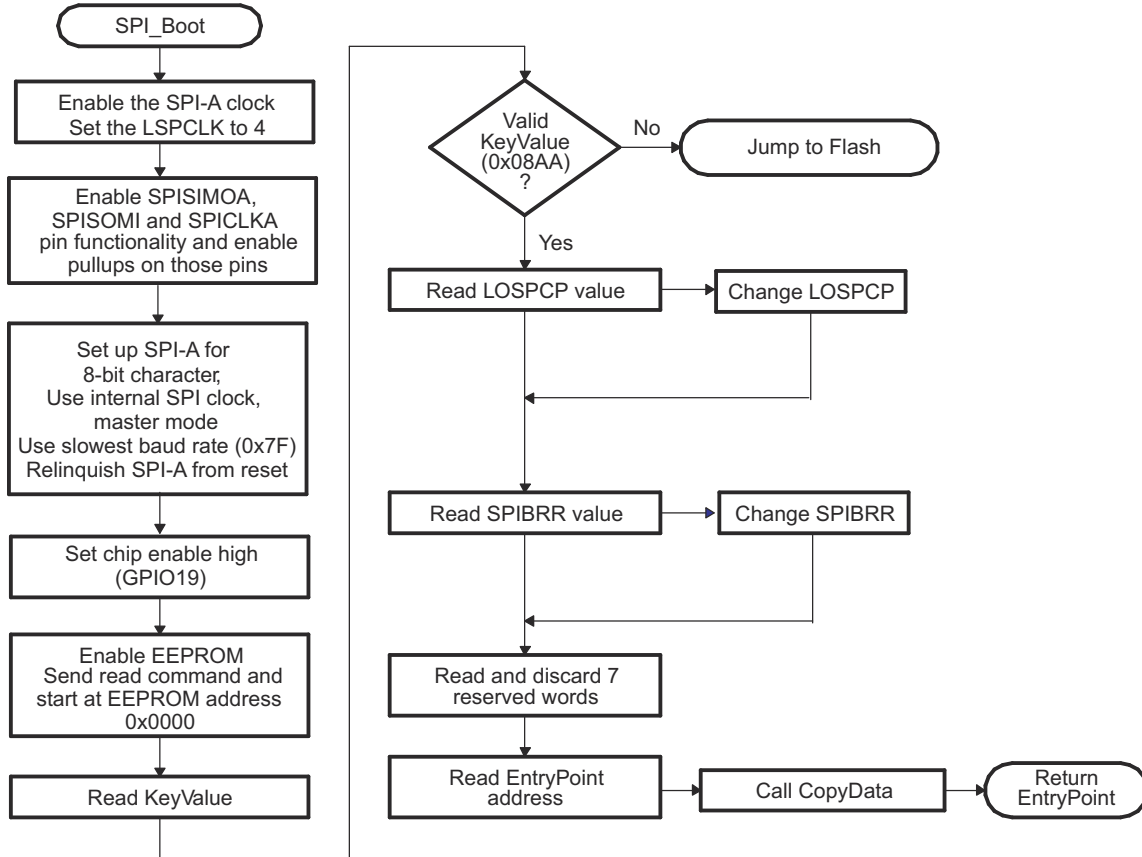 SPI_Boot
Enable the SPI-A clock
Set the LSPCLK to 4
Enable SPISIMOA,
SPISOMI and SPICLKA
pin functionality and enable
pullups on those pins
Set up SPI-A for
8-bit character,
Use internal SPI clock,
master mode
Use slowest baud rate (0x7F)
Relinquish SPI-A from reset
Set chip enable high
(GPIO19)
Enable EEPROM
Send read command and
start at EEPROM address
0x0000
Read KeyValue
Valid
KeyValue
(0x08AA)
?
No
Jump to Flash
Yes
Read LOSPCP value
Change LOSPCP
Read SPIBRR value
Change SPIBRR
Read and discard 7
reserved words
Read EntryPoint
address
Call CopyData
Return
EntryPoint